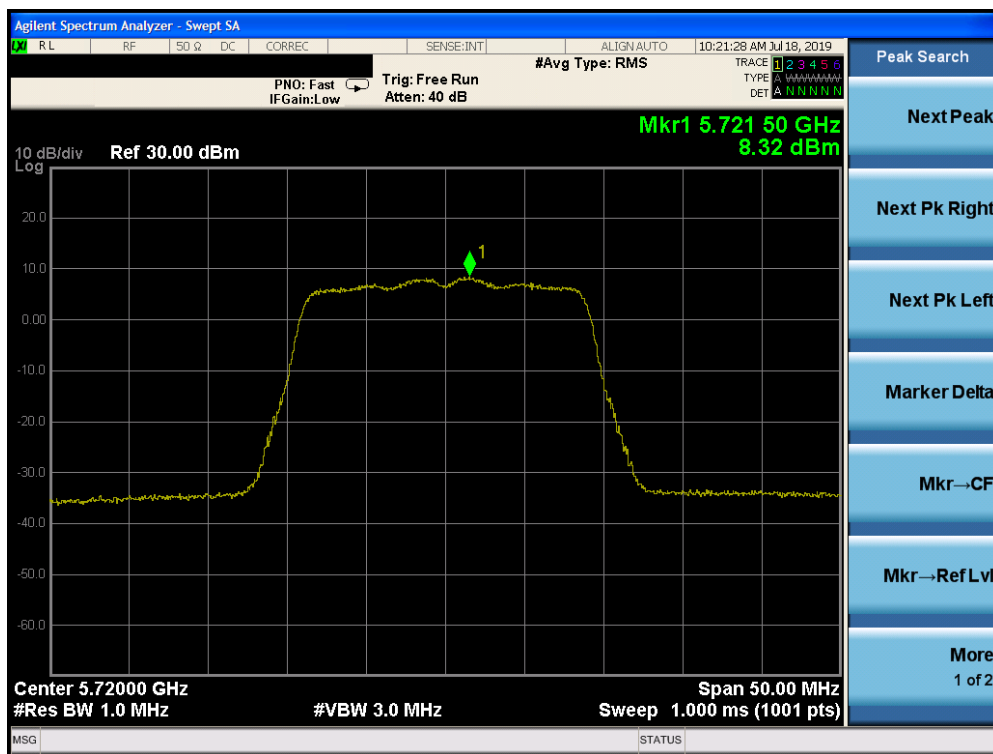 Agilent Spectrum Analyzer - Swept SA
LXI RL RF 50 Ω DC CORREC SENSE:INT ALIGN AUTO 10:21:28 AM Jul 18, 2019
#Avg Type: RMS TRACE 1 2 3 4 5 6
PNO: Fast Trig: Free Run TYPE A WWWWW
IFGain:Low Atten: 40 dB DET A N N N N N
Mkr1 5.721 50 GHz
8.32 dBm
10 dB/div Ref 30.00 dBm
Log
20.0
1
10.0
0.00
-10.0
-20.0
-30.0
-40.0
-50.0
-60.0
Center 5.72000 GHz Span 50.00 MHz
#Res BW 1.0 MHz #VBW 3.0 MHz Sweep 1.000 ms (1001 pts)
MSG STATUS
Peak Search
Next Peak
Next Pk Right
Next Pk Left
Marker Delta
Mkr→CF
Mkr→Ref Lvl
More
1 of 2